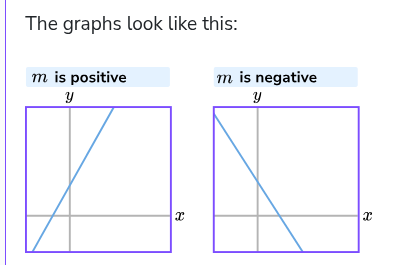 The graphs look like this:
m is positive
m is negative
y
y
x
x